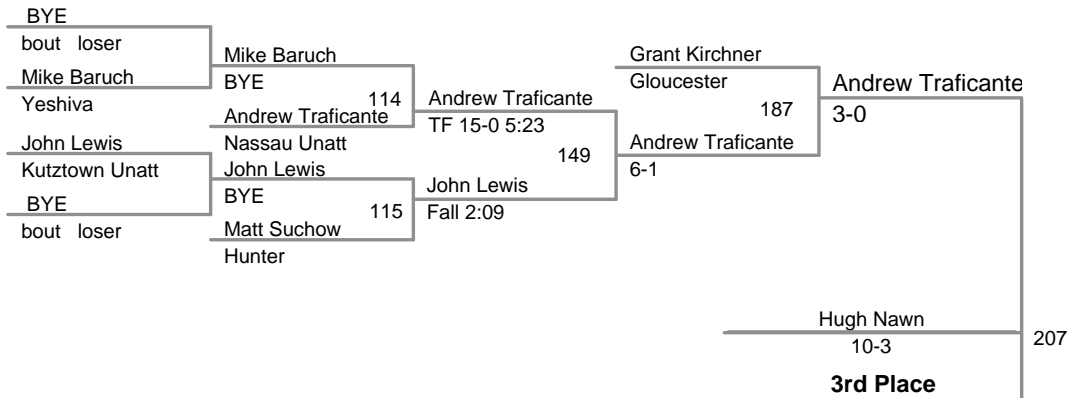 BYE
bout loser
Mike Baruch
Yeshiva
John Lewis
Kutztown Unatt
BYE
bout loser
Mike Baruch
BYE
114
Andrew Traficante
Nassau Unatt
John Lewis
BYE
115
Matt Suchow
Hunter
Andrew Traficante
TF 15-0 5:23
149
John Lewis
Fall 2:09
Grant Kirchner
Gloucester
187
Andrew Traficante
6-1
Andrew Traficante
3-0
Hugh Nawn
207
10-3
3rd Place